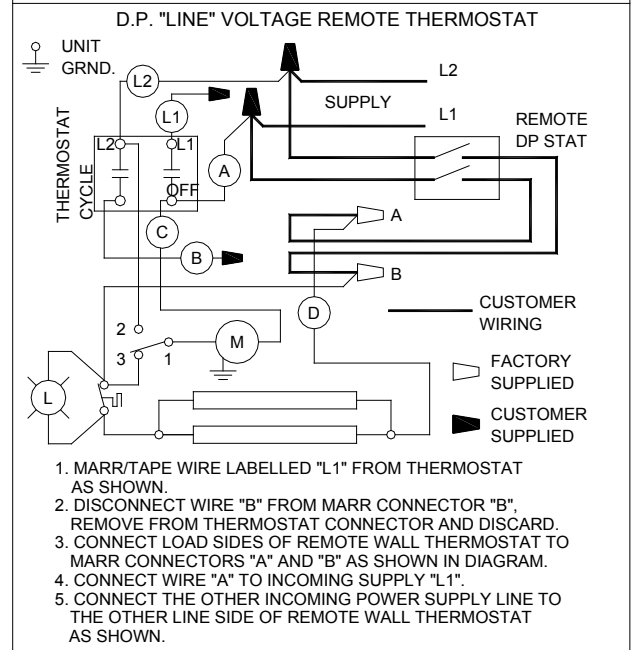 D.P. "LINE" VOLTAGE REMOTE THERMOSTAT
UNIT
GRND.
L2
L2
SUPPLY
L1
L1
REMOTE
DP STAT
THERMOSTAT
CYCLE
L2
L1
OFF
A
C
B
A
B
D
CUSTOMER
WIRING
2
3
1
M
L
FACTORY
SUPPLIED
CUSTOMER
SUPPLIED
1. MARR/TAPE WIRE LABELLED "L1" FROM THERMOSTAT
AS SHOWN.
2. DISCONNECT WIRE "B" FROM MARR CONNECTOR "B",
REMOVE FROM THERMOSTAT CONNECTOR AND DISCARD.
3. CONNECT LOAD SIDES OF REMOTE WALL THERMOSTAT TO
MARR CONNECTORS "A" AND "B" AS SHOWN IN DIAGRAM.
4. CONNECT WIRE "A" TO INCOMING SUPPLY "L1".
5. CONNECT THE OTHER INCOMING POWER SUPPLY LINE TO
THE OTHER LINE SIDE OF REMOTE WALL THERMOSTAT
AS SHOWN.